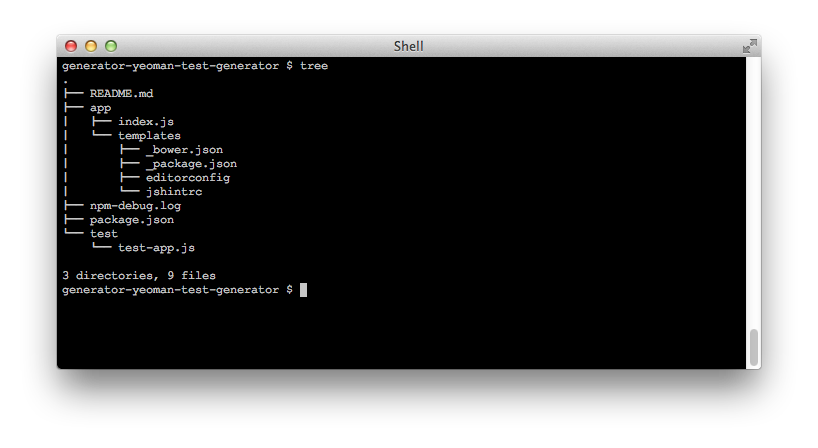 Shell
generator-yeoman-test-generator $ tree
.
├── README.md
├── app
│   ├── index.js
│   └── templates
│       ├── _bower.json
│       ├── _package.json
│       ├── editorconfig
│       └── jshintrc
├── npm-debug.log
├── package.json
└── test
    └── test-app.js
3 directories, 9 files
generator-yeoman-test-generator $